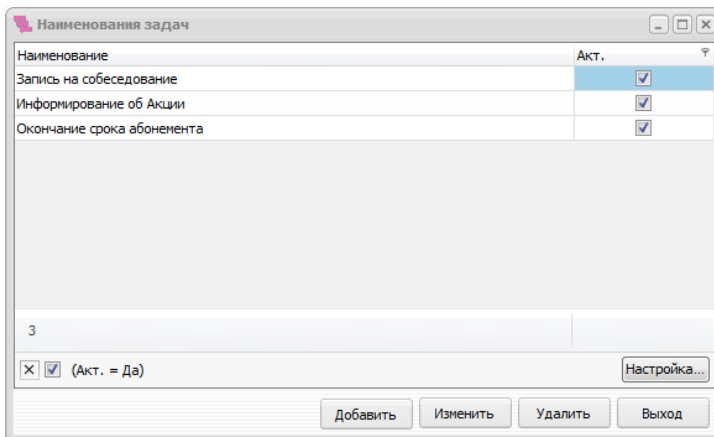 Наименования задач
Наименование Акт.
Запись на собеседование
Информирование об Акции
Окончание срока абонемента
3
(Акт. = Да) Настройка...
Добавить Изменить Удалить Выход